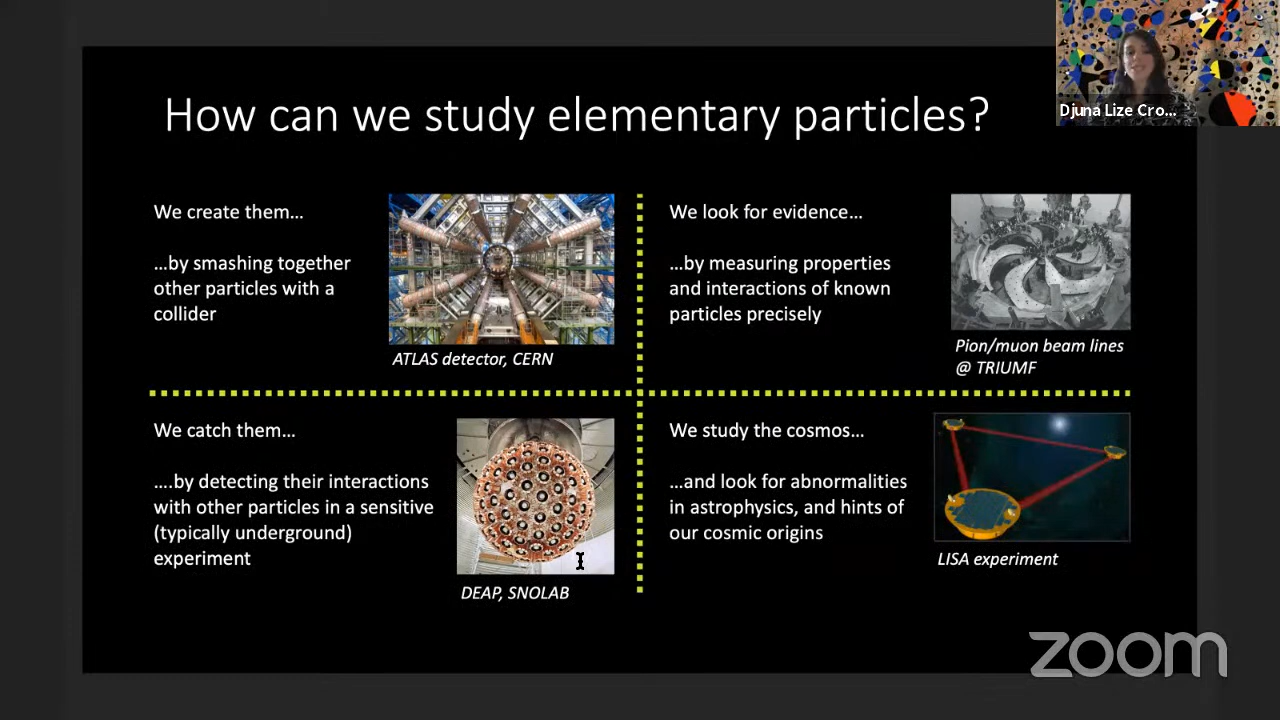 How can we study elementary particles?
Djuna Lize Cro...
We create them...
...by smashing together
other particles with a
collider
ATLAS detector, CERN
We look for evidence...
...by measuring properties
and interactions of known
particles precisely
Pion/muon beam lines
@ TRIUMF
We catch them...
....by detecting their interactions
with other particles in a sensitive
(typically underground)
experiment
DEAP, SNOLAB
We study the cosmos...
...and look for abnormalities
in astrophysics, and hints of
our cosmic origins
LISA experiment
zoom